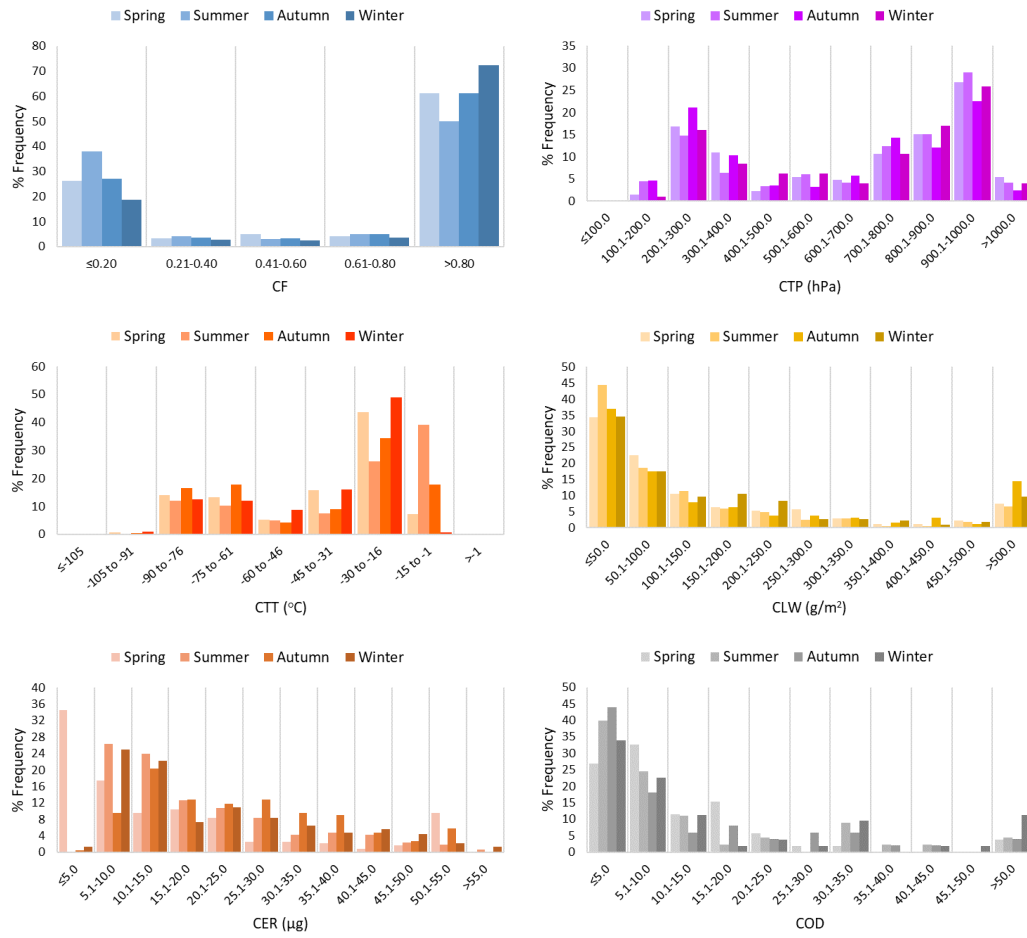 Spring Summer Autumn Winter
80
70
60
50
40
30
20
10
0
% Frequency
≤0.20 0.21-0.40 0.41-0.60 0.61-0.80 >0.80
CF
Spring Summer Autumn Winter
35
30
25
20
15
10
5
0
% Frequency
≤100.0 100.1-200.0 200.1-300.0 300.1-400.0 400.1-500.0 500.1-600.0 600.1-700.0 700.1-800.0 800.1-900.0 900.1-1000.0 >1000.0
CTP (hPa)
Spring Summer Autumn Winter
60
50
40
30
20
10
0
% Frequency
≤-105 -105 to -91 -90 to -76 -75 to -61 -60 to -46 -45 to -31 -30 to -16 -15 to -1 >-1
CTT (°C)
Spring Summer Autumn Winter
50
45
40
35
30
25
20
15
10
5
0
% Frequency
≤50.0 50.1-100.0 100.1-150.0 150.1-200.0 200.1-250.0 250.1-300.0 300.1-350.0 350.1-400.0 400.1-450.0 450.1-500.0 >500.0
CLW (g/m²)
Spring Summer Autumn Winter
40
36
32
28
24
20
16
12
8
4
0
% Frequency
≤5.0 5.1-10.0 10.1-15.0 15.1-20.0 20.1-25.0 25.1-30.0 30.1-35.0 35.1-40.0 40.1-45.0 45.1-50.0 50.1-55.0 >55.0
CER (μg)
Spring Summer Autumn Winter
50
45
40
35
30
25
20
15
10
5
0
% Frequency
≤5.0 5.1-10.0 10.1-15.0 15.1-20.0 20.1-25.0 25.1-30.0 30.1-35.0 35.1-40.0 40.1-45.0 45.1-50.0 >50.0
COD